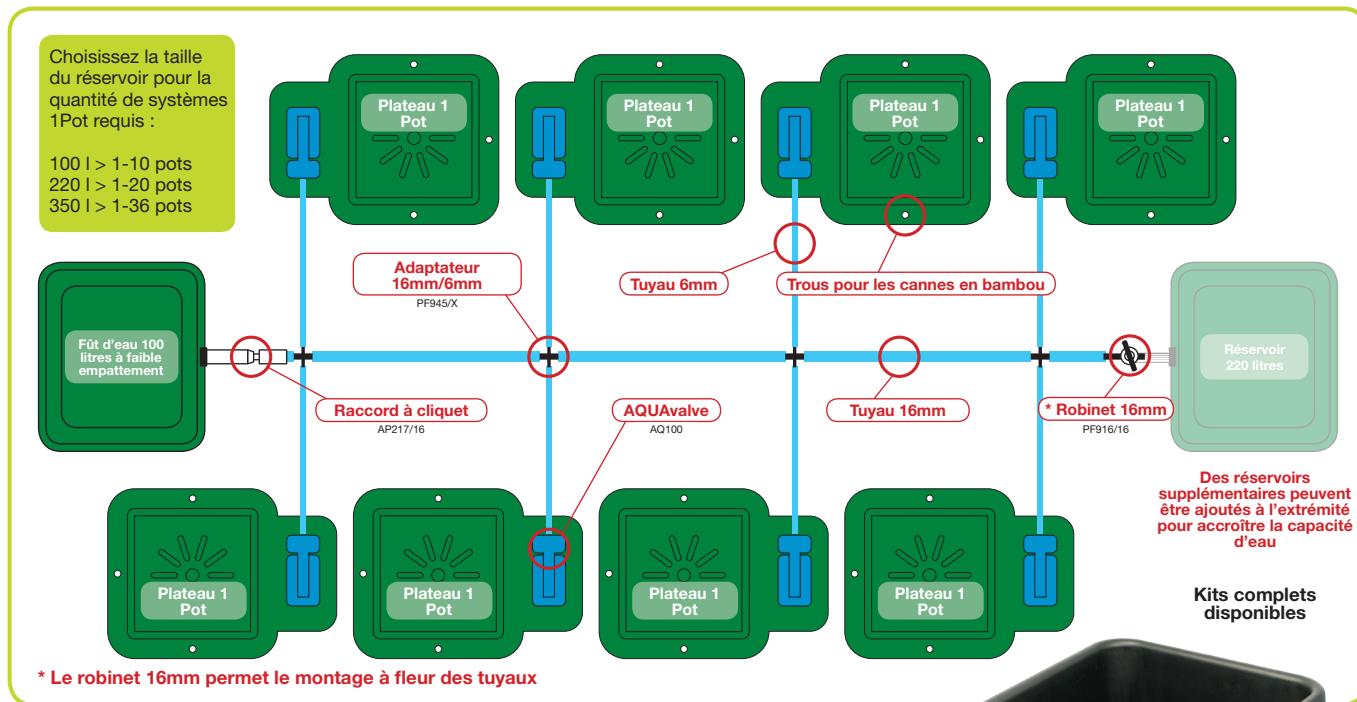 Choisissez la taille
du réservoir pour la
quantité de systèmes
1Pot requis :
100 l > 1-10 pots
220 l > 1-20 pots
350 l > 1-36 pots
Plateau 1
Pot
Plateau 1
Pot
Plateau 1
Pot
Plateau 1
Pot
Adaptateur
16mm/6mm
PF945/X
Tuyau 6mm
Trous pour les cannes en bambou
Fût d'eau 100
litres à faible
empattement
Réservoir
220 litres
Raccord à cliquet
AP217/16
AQUAvalve
AQ100
Tuyau 16mm
* Robinet 16mm
PF916/16
Des réservoirs
supplémentaires peuvent
être ajoutés à l'extrémité
pour accroître la capacité
d'eau
Plateau 1
Pot
Plateau 1
Pot
Plateau 1
Pot
Plateau 1
Pot
Kits complets
disponibles
* Le robinet 16mm permet le montage à fleur des tuyaux